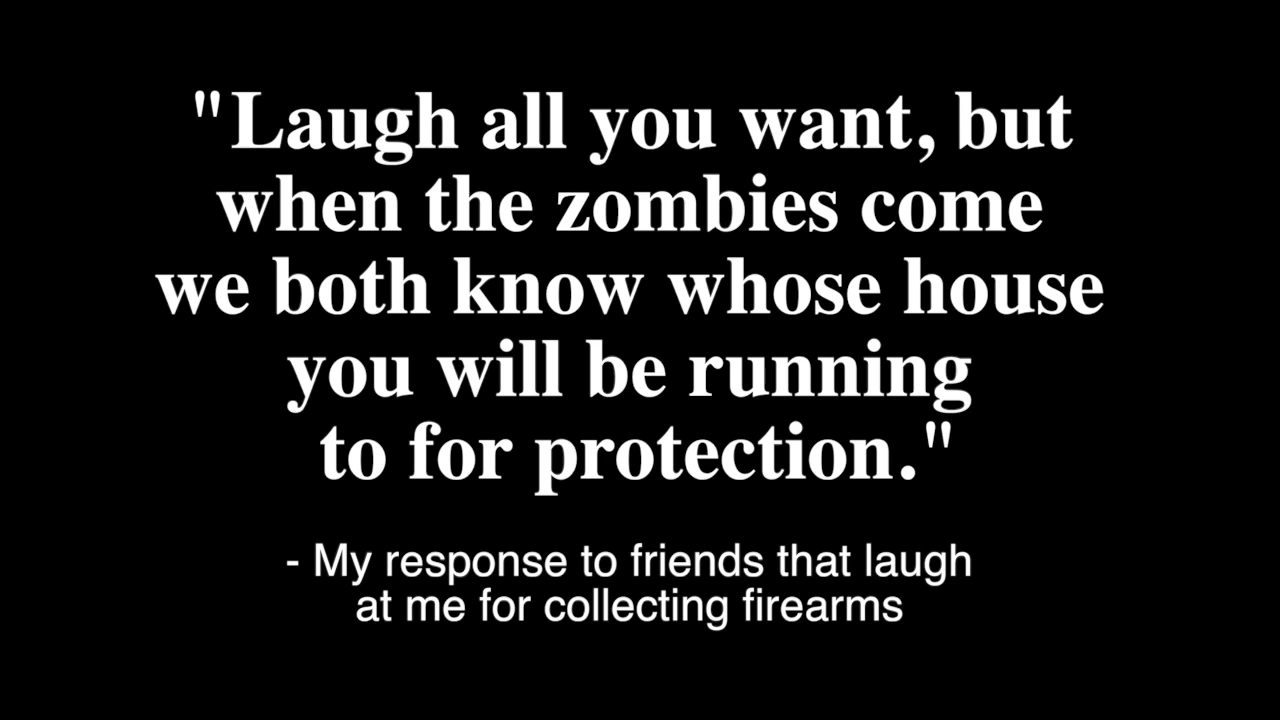 "Laugh all you want, but
when the zombies come
we both know whose house
you will be running
to for protection."
- My response to friends that laugh
at me for collecting firearms